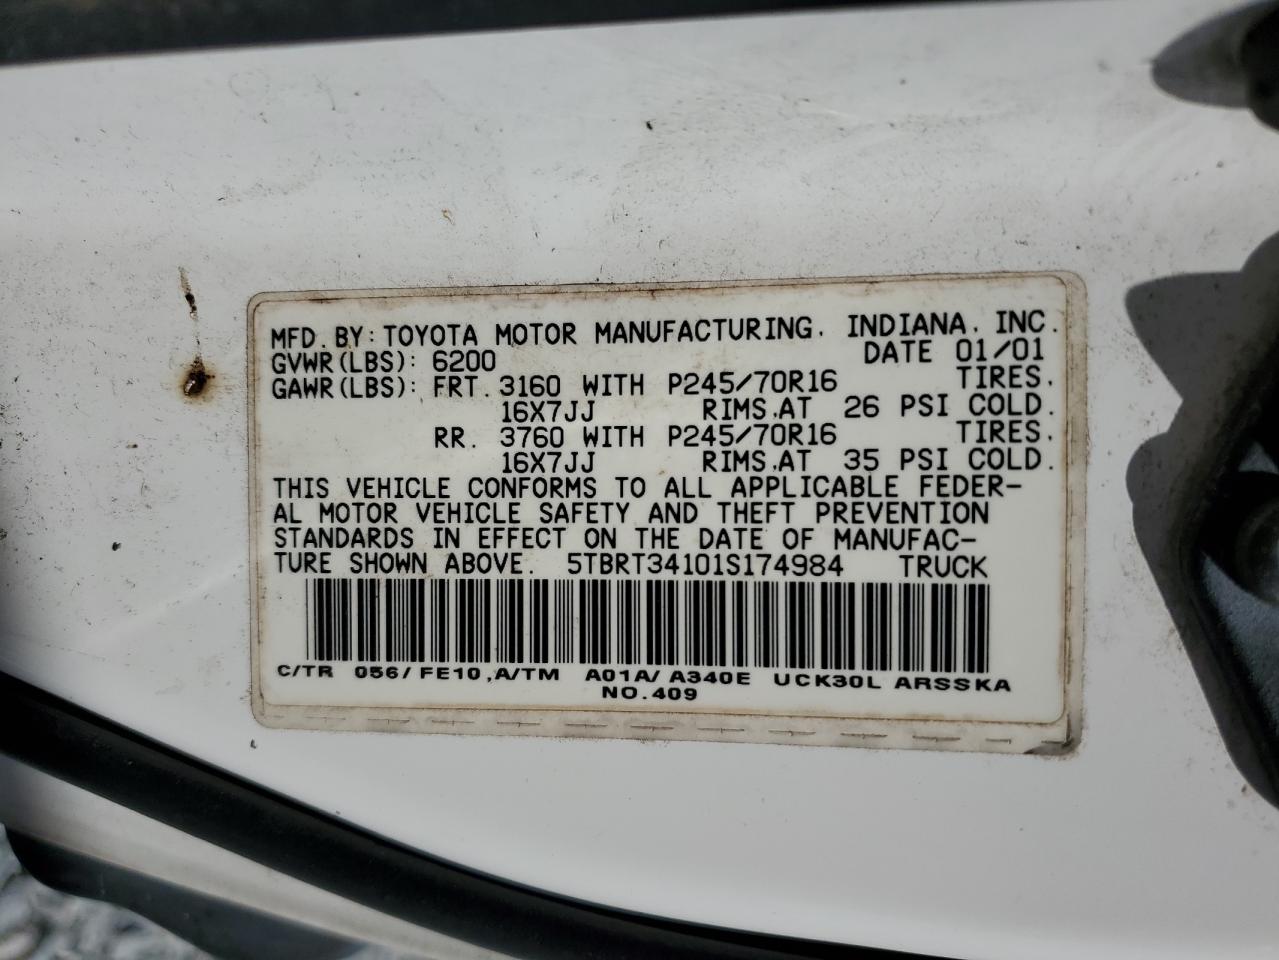 MFD. BY: TOYOTA MOTOR MANUFACTURING, INDIANA, INC.
GVWR(LBS): 6200 DATE 01/01
GAWR(LBS): FRT. 3160 WITH P245/70R16 TIRES,
16X7JJ RIMS,AT 26 PSI COLD.
RR. 3760 WITH P245/70R16 TIRES,
16X7JJ RIMS,AT 35 PSI COLD.
THIS VEHICLE CONFORMS TO ALL APPLICABLE FEDER-
AL MOTOR VEHICLE SAFETY AND THEFT PREVENTION
STANDARDS IN EFFECT ON THE DATE OF MANUFAC-
TURE SHOWN ABOVE. 5TBRT34101S174984 TRUCK
C/TR 056/FE10,A/TM A01A/A340E UCK30L ARSSKA
NO.409